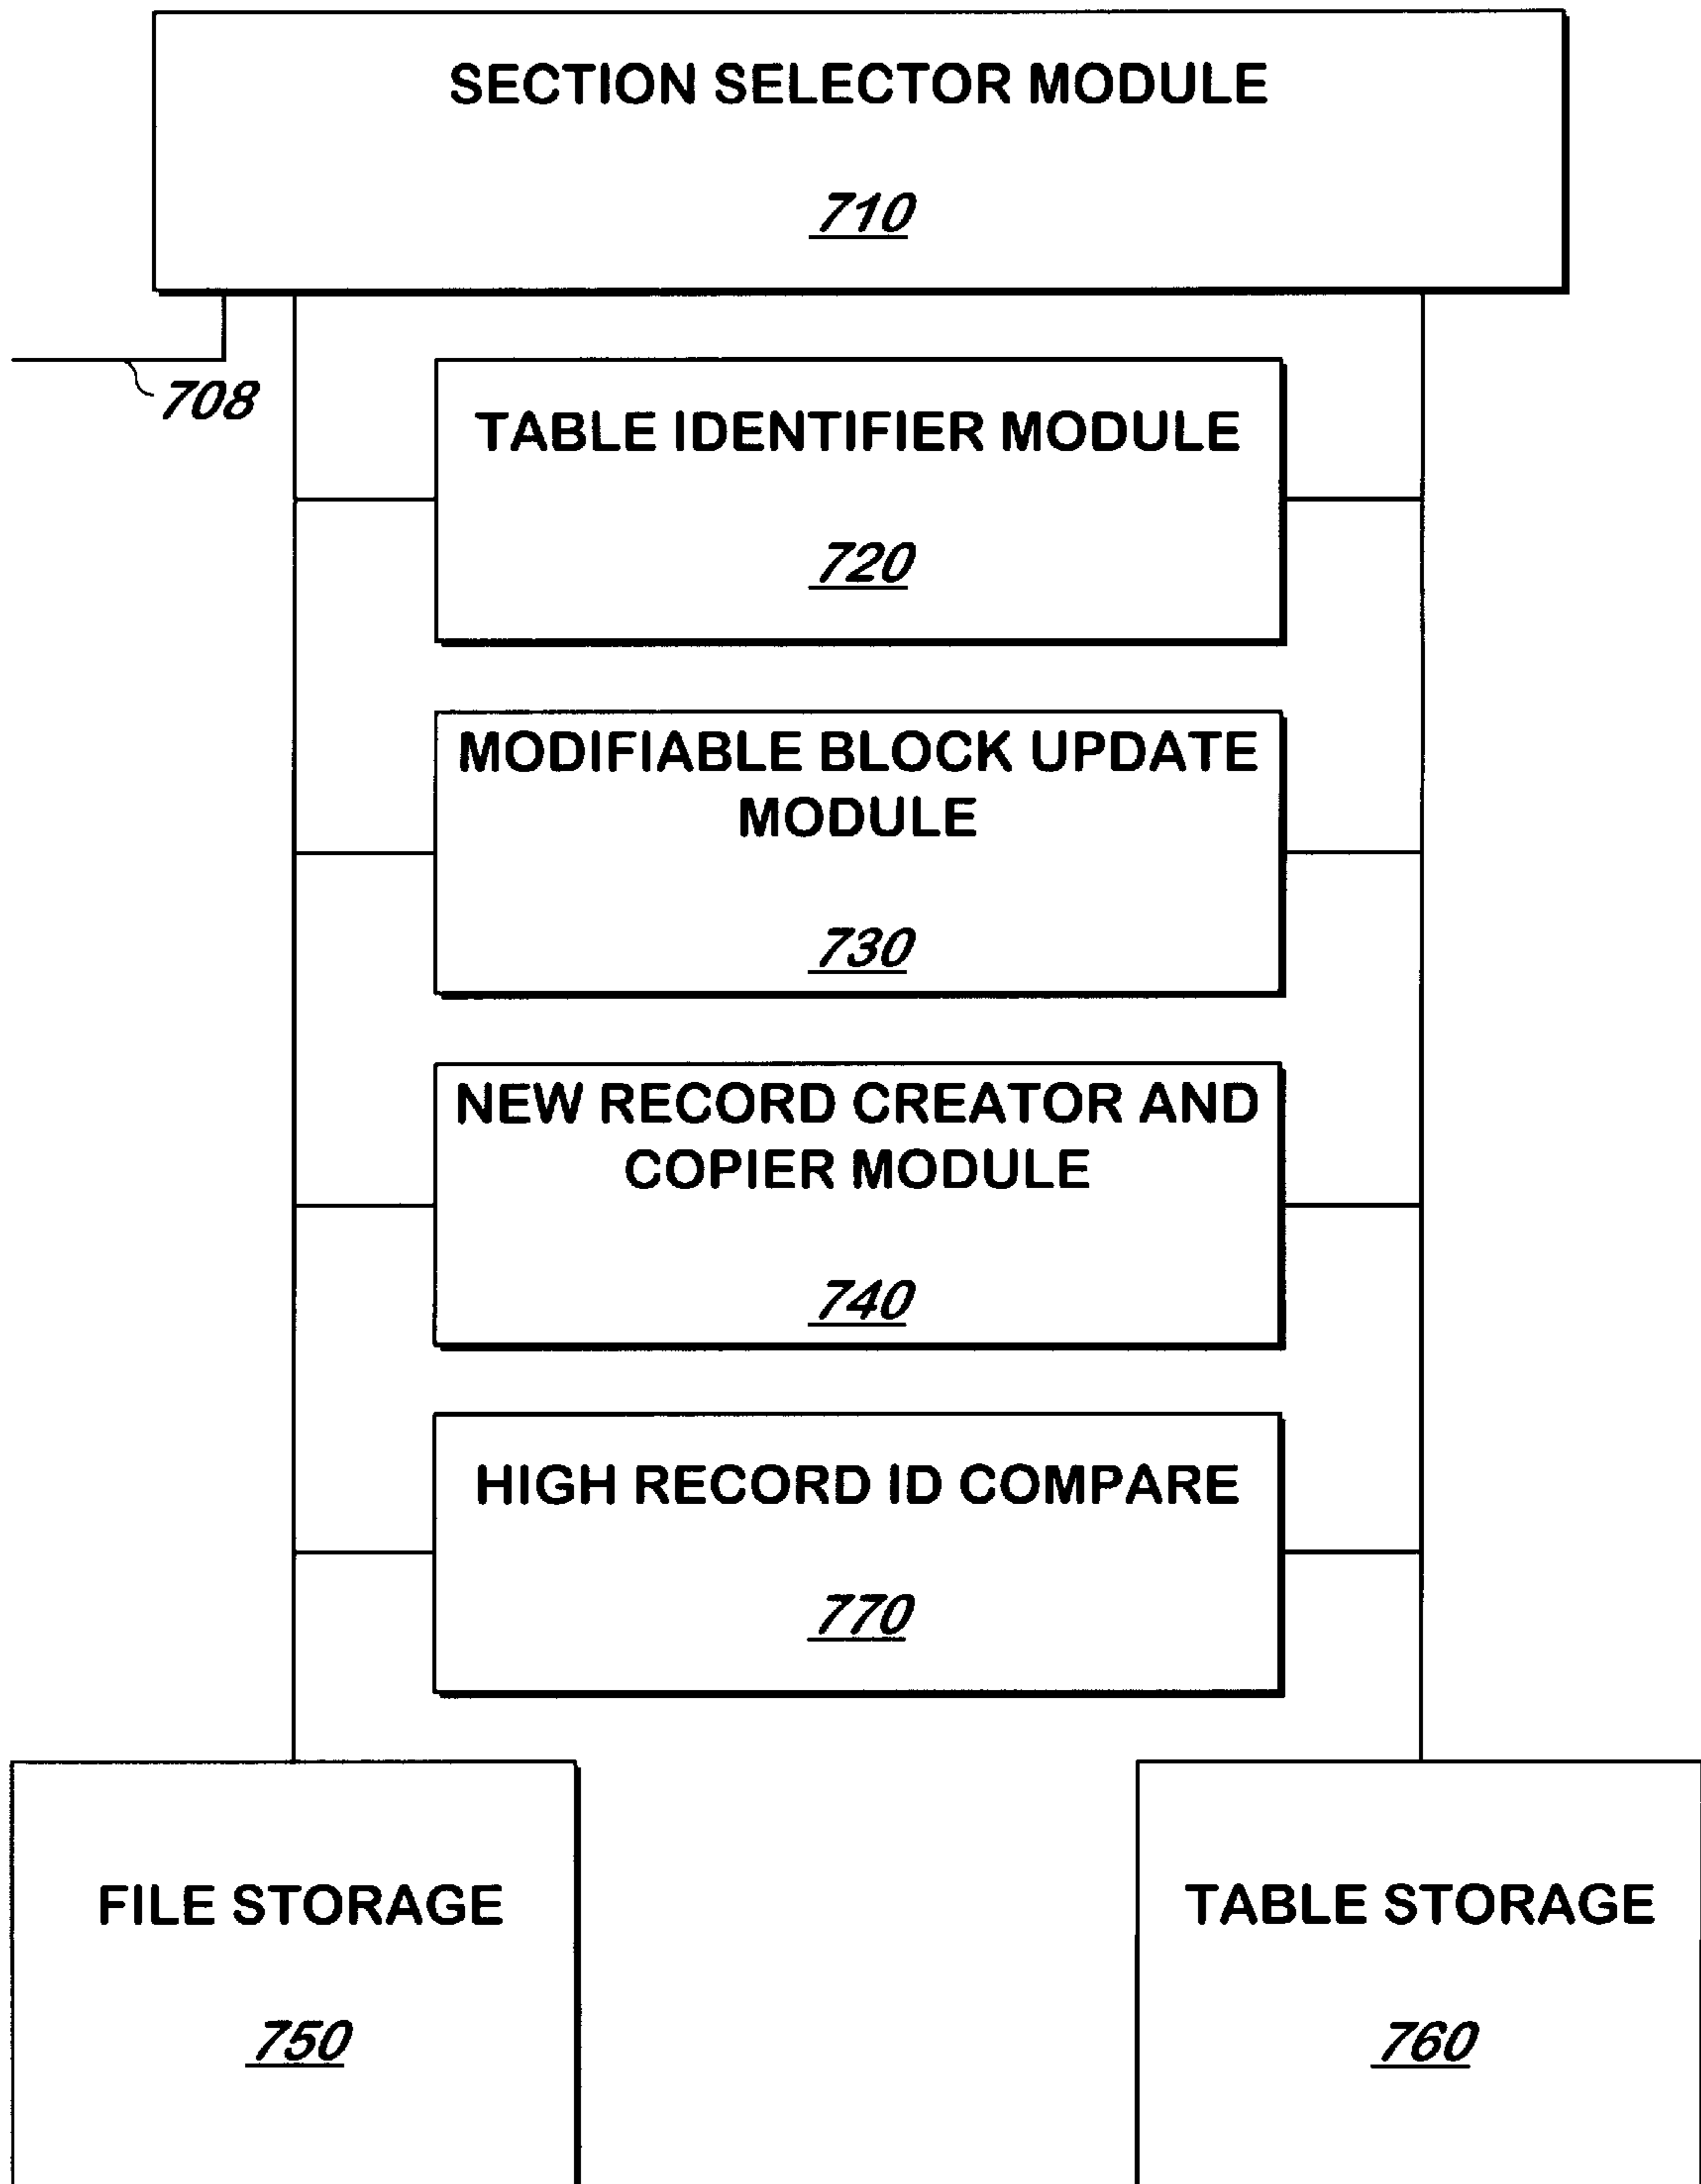 SECTION SELECTOR MODULE
710
708
TABLE IDENTIFIER MODULE
720
MODIFIABLE BLOCK UPDATE
MODULE
730
NEW RECORD CREATOR AND
COPIER MODULE
740
HIGH RECORD ID COMPARE
770
FILE STORAGE
750
TABLE STORAGE
760